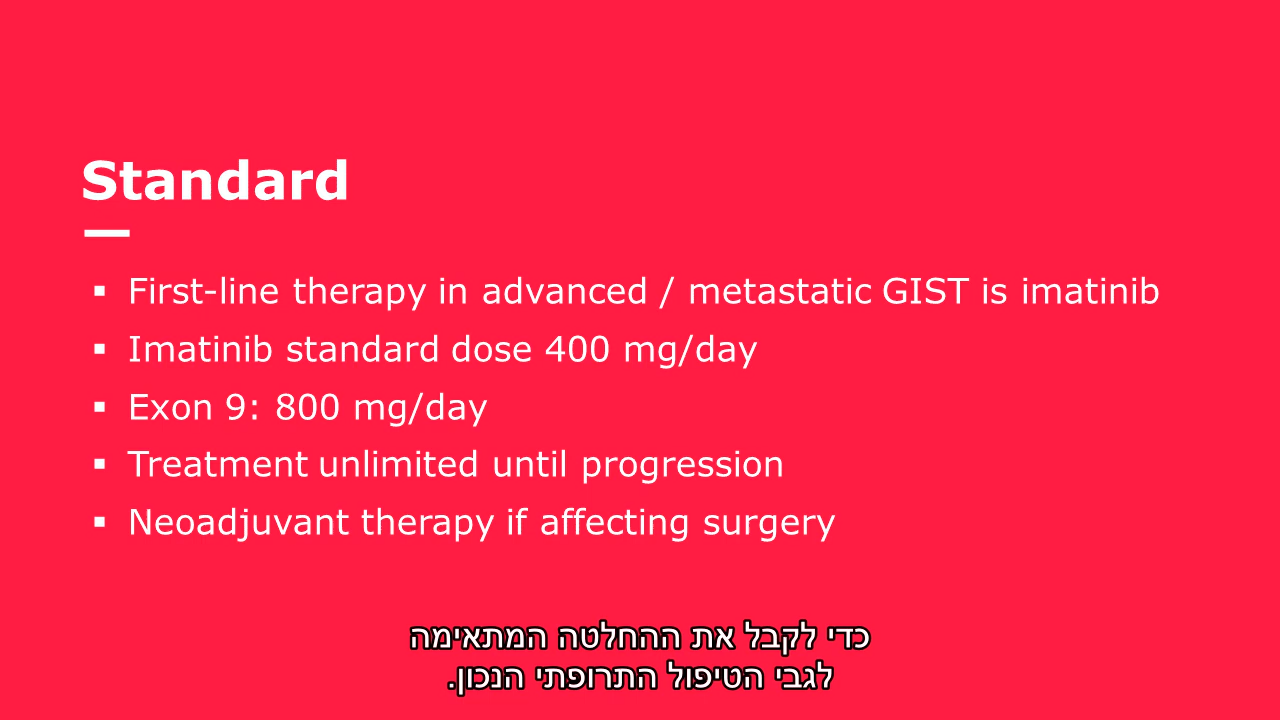 Standard
▪ First-line therapy in advanced / metastatic GIST is imatinib
▪ Imatinib standard dose 400 mg/day
▪ Exon 9: 800 mg/day
▪ Treatment unlimited until progression
▪ Neoadjuvant therapy if affecting surgery
כדי לקבל את ההחלטה המתאימה
לגבי הטיפול התרופתי הנכון.